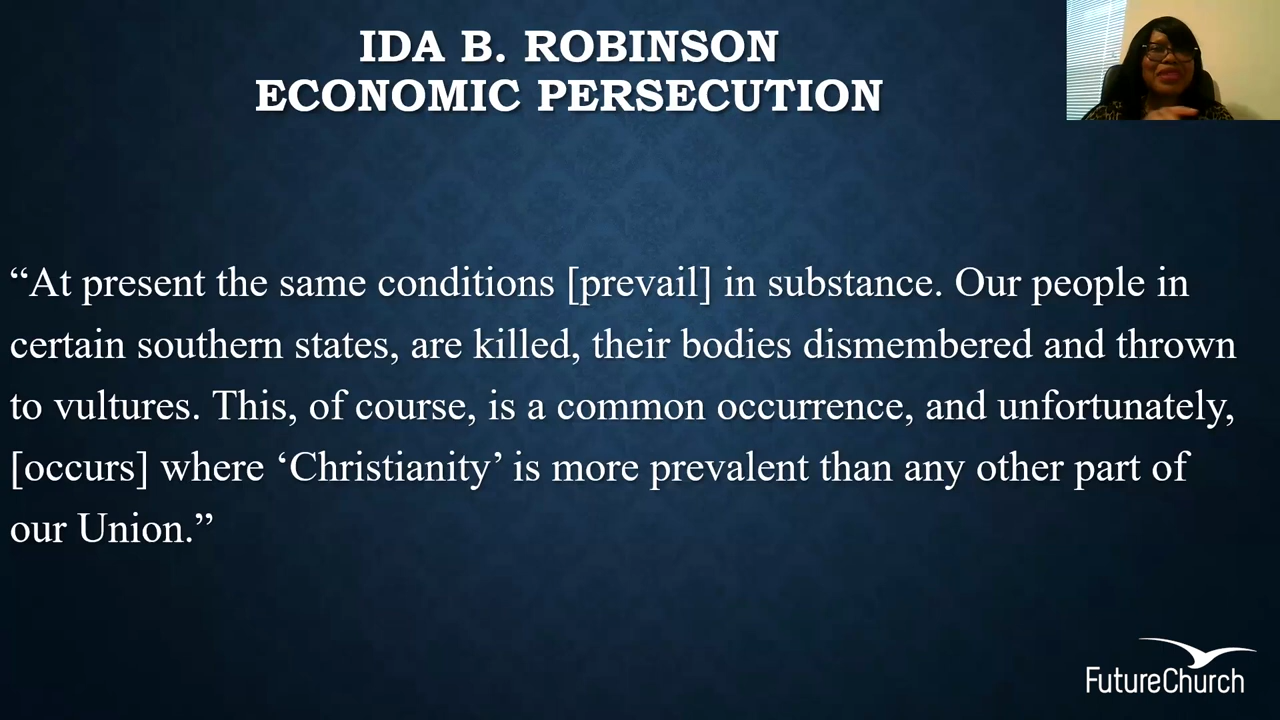 IDA B. ROBINSON
ECONOMIC PERSECUTION
“At present the same conditions [prevail] in substance. Our people in
certain southern states, are killed, their bodies dismembered and thrown
to vultures. This, of course, is a common occurrence, and unfortunately,
[occurs] where ‘Christianity’ is more prevalent than any other part of
our Union.”
FutureChurch